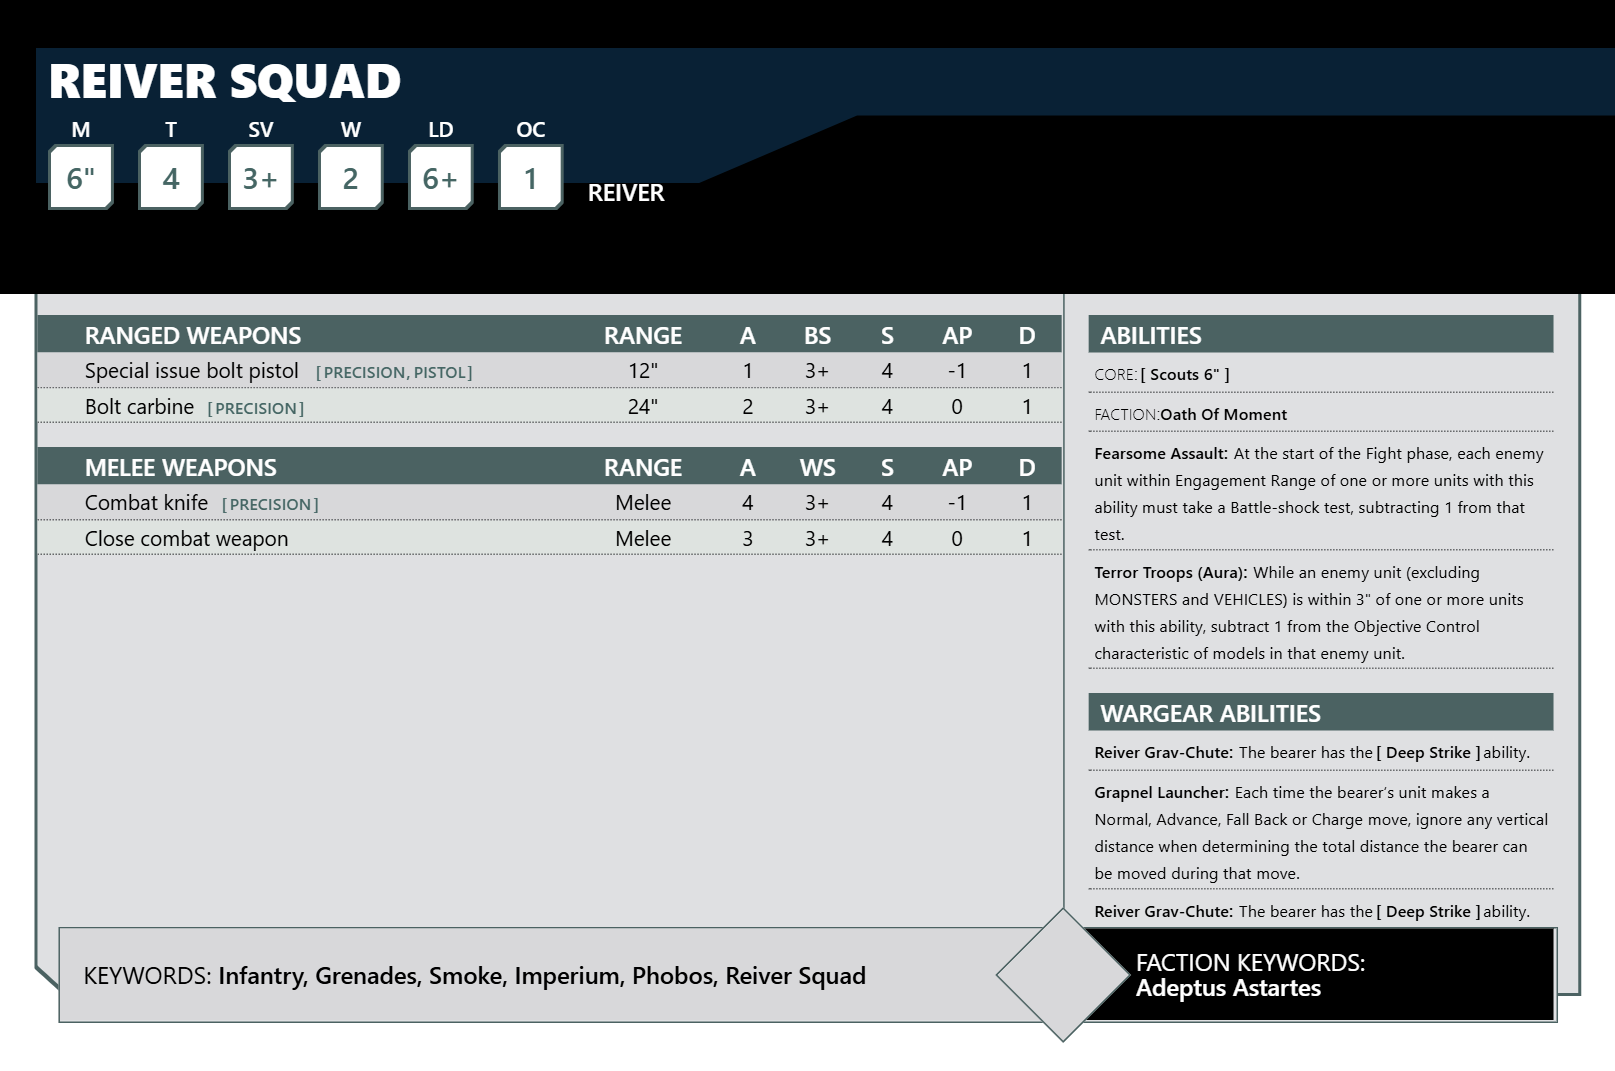 REIVER SQUAD
M T SV W LD OC
6" 4 3+ 2 6+ 1 REIVER
RANGED WEAPONS RANGE A BS S AP D
Special issue bolt pistol [PRECISION, PISTOL] 12" 1 3+ 4 -1 1
Bolt carbine [PRECISION] 24" 2 3+ 4 0 1
MELEE WEAPONS RANGE A WS S AP D
Combat knife [PRECISION] Melee 4 3+ 4 -1 1
Close combat weapon Melee 3 3+ 4 0 1
ABILITIES
CORE: [ Scouts 6" ]
FACTION:Oath Of Moment
Fearsome Assault: At the start of the Fight phase, each enemy
unit within Engagement Range of one or more units with this
ability must take a Battle-shock test, subtracting 1 from that
test.
Terror Troops (Aura): While an enemy unit (excluding
MONSTERS and VEHICLES) is within 3" of one or more units
with this ability, subtract 1 from the Objective Control
characteristic of models in that enemy unit.
WARGEAR ABILITIES
Reiver Grav-Chute: The bearer has the [ Deep Strike ] ability.
Grapnel Launcher: Each time the bearer's unit makes a
Normal, Advance, Fall Back or Charge move, ignore any vertical
distance when determining the total distance the bearer can
be moved during that move.
Reiver Grav-Chute: The bearer has the [ Deep Strike ] ability.
KEYWORDS: Infantry, Grenades, Smoke, Imperium, Phobos, Reiver Squad
FACTION KEYWORDS:
Adeptus Astartes